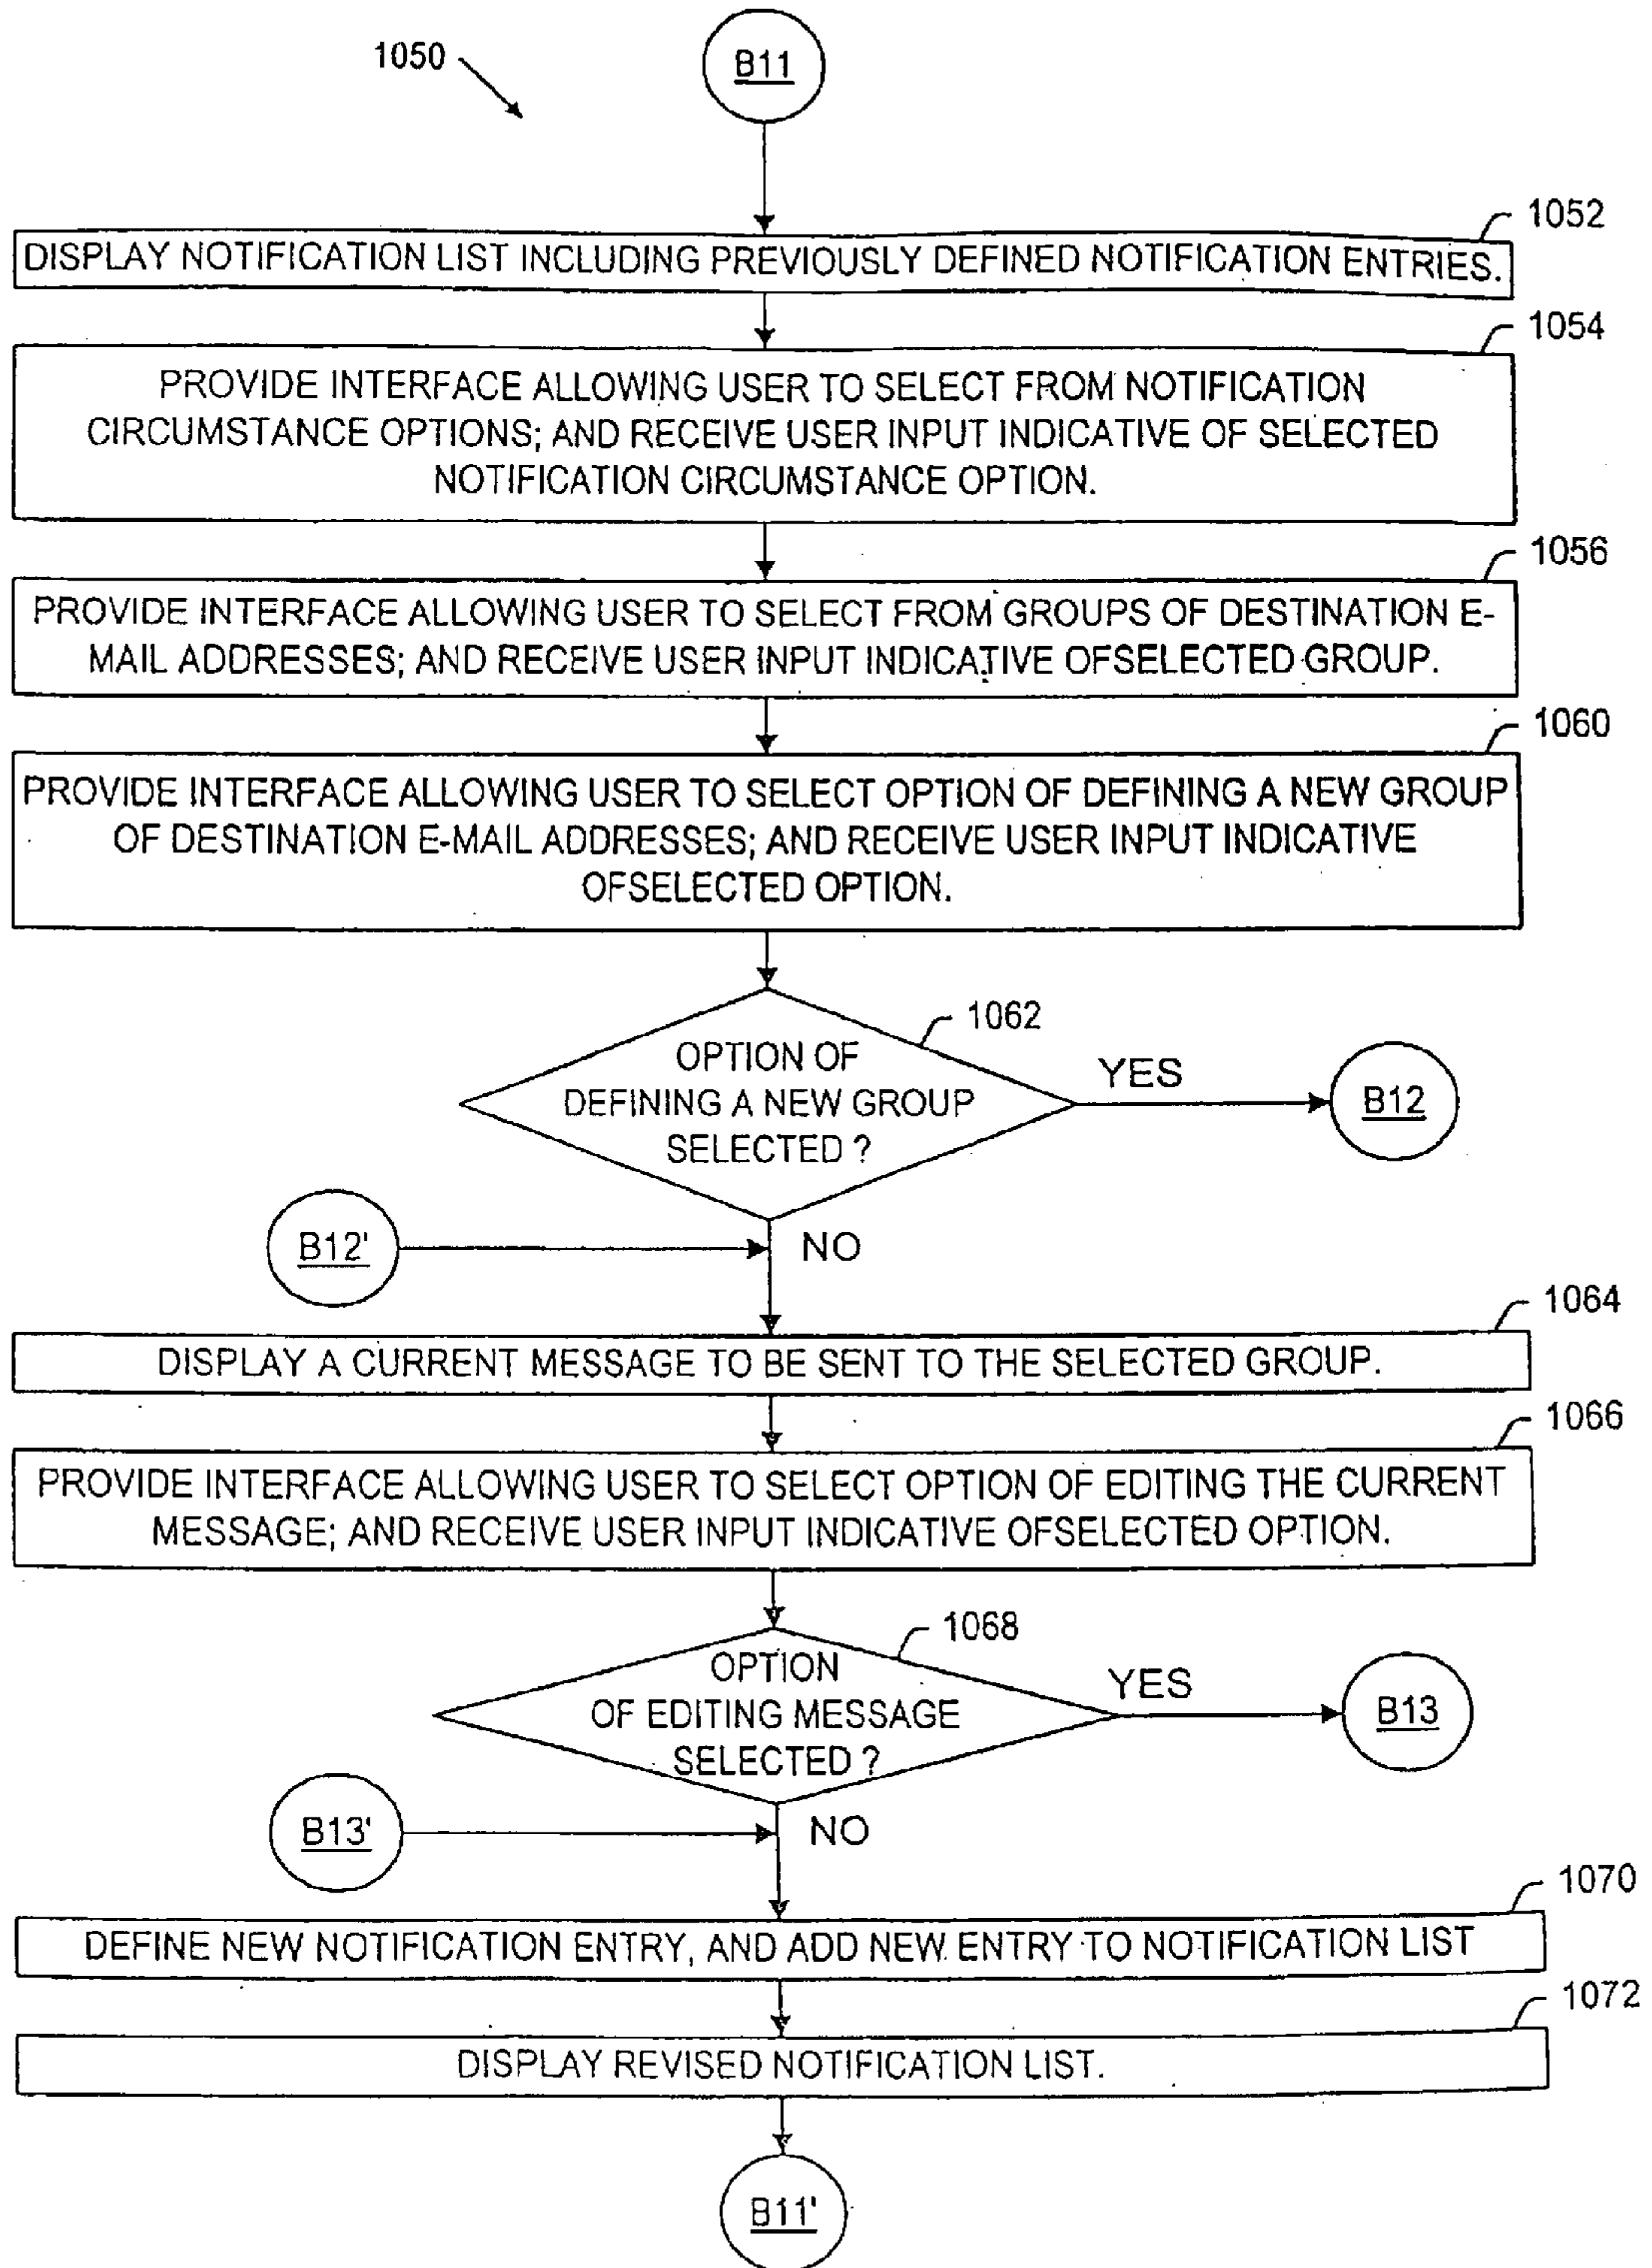 1050
B11
1052
DISPLAY NOTIFICATION LIST INCLUDING PREVIOUSLY DEFINED NOTIFICATION ENTRIES.
1054
PROVIDE INTERFACE ALLOWING USER TO SELECT FROM NOTIFICATION
CIRCUMSTANCE OPTIONS; AND RECEIVE USER INPUT INDICATIVE OF SELECTED
NOTIFICATION CIRCUMSTANCE OPTION.
1056
PROVIDE INTERFACE ALLOWING USER TO SELECT FROM GROUPS OF DESTINATION E-
MAIL ADDRESSES; AND RECEIVE USER INPUT INDICATIVE OFSELECTED GROUP.
1060
PROVIDE INTERFACE ALLOWING USER TO SELECT OPTION OF DEFINING A NEW GROUP
OF DESTINATION E-MAIL ADDRESSES; AND RECEIVE USER INPUT INDICATIVE
OFSELECTED OPTION.
1062
OPTION OF
DEFINING A NEW GROUP
SELECTED ?
YES
B12
B12'
NO
1064
DISPLAY A CURRENT MESSAGE TO BE SENT TO THE SELECTED GROUP.
1066
PROVIDE INTERFACE ALLOWING USER TO SELECT OPTION OF EDITING THE CURRENT
MESSAGE; AND RECEIVE USER INPUT INDICATIVE OFSELECTED OPTION.
1068
OPTION
OF EDITING MESSAGE
SELECTED ?
YES
B13
B13'
NO
1070
DEFINE NEW NOTIFICATION ENTRY, AND ADD NEW ENTRY TO NOTIFICATION LIST
1072
DISPLAY REVISED NOTIFICATION LIST.
B11'